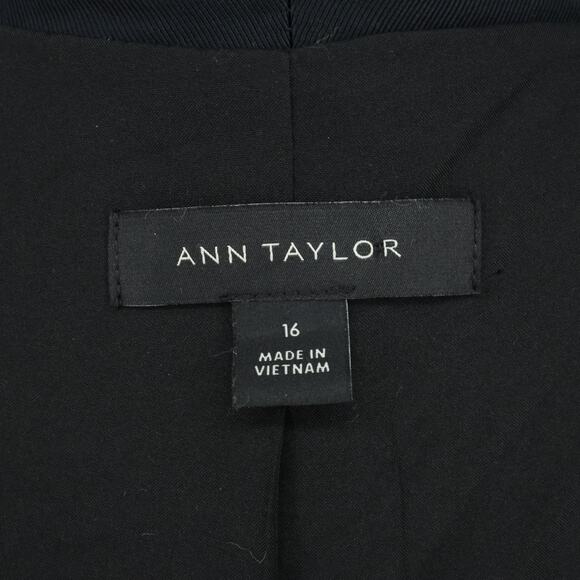 ANN TAYLOR
16
MADE IN
VIETNAM